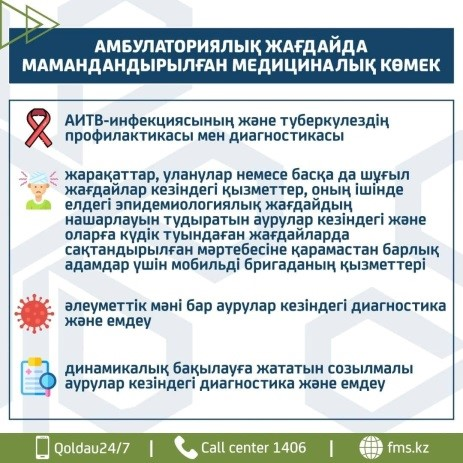 АМБУЛАТОРИЯЛЫҚ ЖАҒДАЙДА
МАМАНДАНДЫРЫЛҒАН МЕДИЦИНАЛЫҚ КӨМЕК
АИТВ-инфекциясының және туберкулездің
профилактикасы мен диагностикасы
жарақаттар, уланулар немесе басқа да шұғыл
жағдайлар кезіндегі қызметтер, оның ішінде
елдегі эпидемиологиялық жағдайдың
нашарлауын тудыратын аурулар кезіндегі және
оларға күдік туындаған жағдайларда
сақтандырылған мәртебесіне қарамастан барлық
адамдар үшін мобильді бригаданың қызметтері
әлеуметтік мәні бар аурулар кезіндегі диагностика
және емдеу
динамикалық бақылауға жататын созылмалы
аурулар кезіндегі диагностика және емдеу
Qoldau24/7 | Call center 1406 | fms.kz